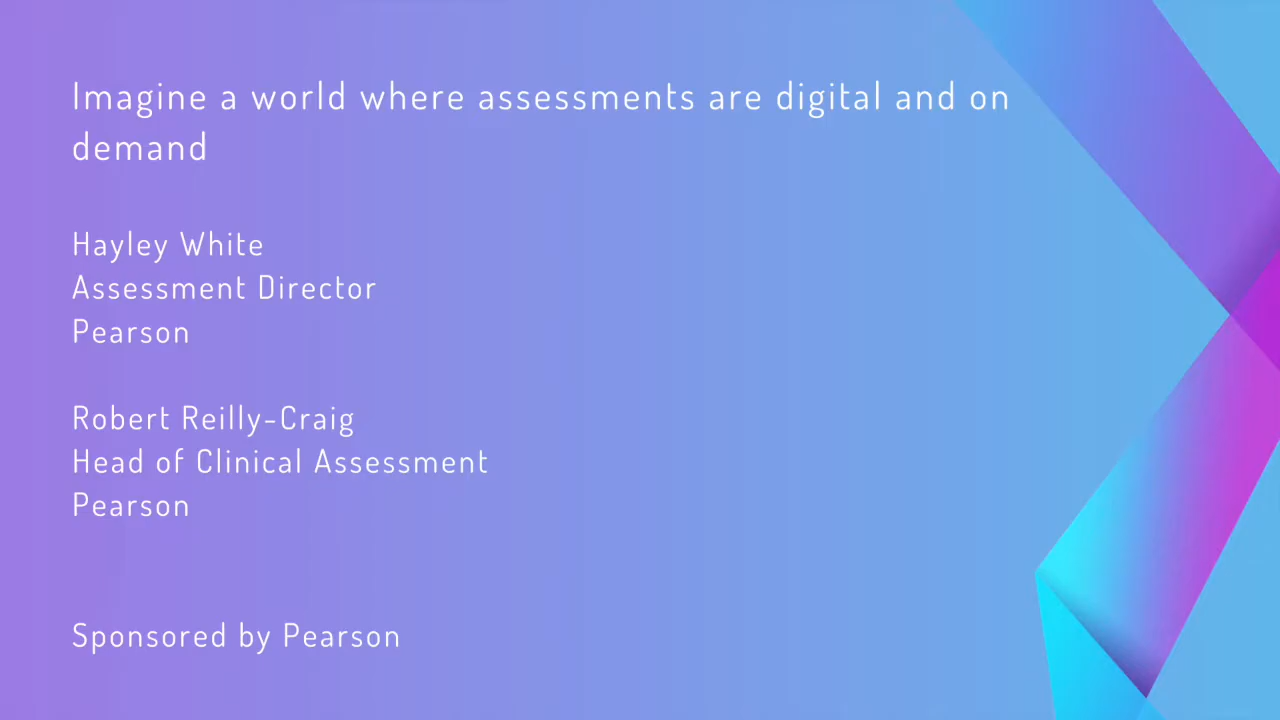 Imagine a world where assessments are digital and on
demand
Hayley White
Assessment Director
Pearson
Robert Reilly-Craig
Head of Clinical Assessment
Pearson
Sponsored by Pearson